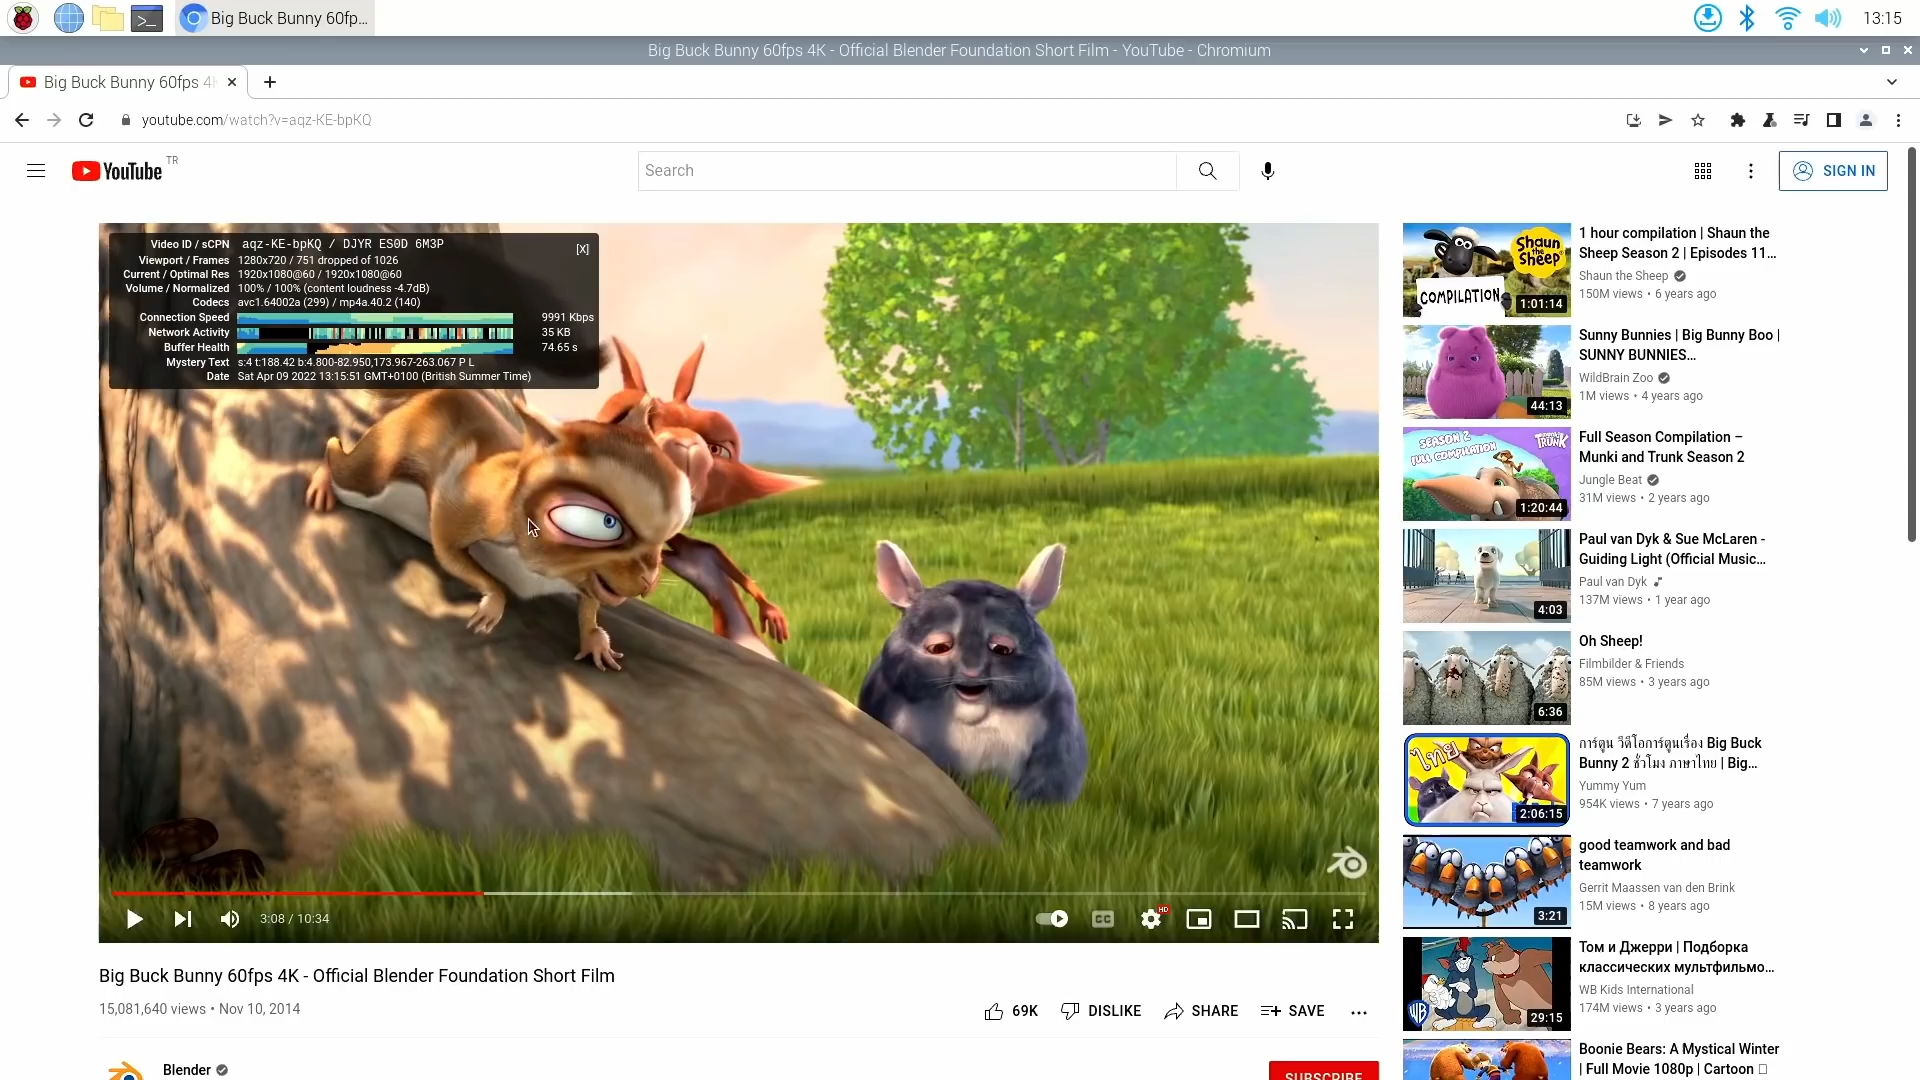 Big Buck Bunny 60fp...
13:15
Big Buck Bunny 60fps 4K - Official Blender Foundation Short Film - YouTube - Chromium
Big Buck Bunny 60fps 4K
youtube.com/watch?v=aqz-KE-bpKQ
YouTube TR
Search
SIGN IN
Video ID / sCPN aqz-KE-bpKQ / DJYR ES0D 6M3P
[X]
Viewport / Frames 1280x720 / 751 dropped of 1026
Current / Optimal Res 1920x1080@60 / 1920x1080@60
Volume / Normalized 100% / 100% (content loudness -4.7dB)
Codecs avc1.64002a (299) / mp4a.40.2 (140)
Connection Speed 9991 Kbps
Network Activity 35 KB
Buffer Health 74.65 s
Mystery Text s:4 t:188.42 b:4.800-82.950,173.967-263.067 P L
Date Sat Apr 09 2022 13:15:51 GMT+0100 (British Summer Time)
3:08 / 10:34
CC
HD
Big Buck Bunny 60fps 4K - Official Blender Foundation Short Film
15,081,640 views • Nov 10, 2014
69K
DISLIKE
SHARE
SAVE
Blender
SUBSCRIBE
Shaun the Sheep
COMPILATION
1:01:14
1 hour compilation | Shaun the
Sheep Season 2 | Episodes 11...
Shaun the Sheep
150M views • 6 years ago
44:13
Sunny Bunnies | Big Bunny Boo |
SUNNY BUNNIES...
WildBrain Zoo
1M views • 4 years ago
SEASON 2
FULL COMPILATION
TRUNK
1:20:44
Full Season Compilation –
Munki and Trunk Season 2
Jungle Beat
31M views • 2 years ago
4:03
Paul van Dyk & Sue McLaren -
Guiding Light (Official Music...
Paul van Dyk
137M views • 1 year ago
6:36
Oh Sheep!
Filmbilder & Friends
85M views • 3 years ago
ไทย
2:06:15
การ์ตูน วีดีโอการ์ตูนเรื่อง Big Buck
Bunny 2 ชั่วโมง ภาษาไทย | Big...
Yummy Yum
954K views • 7 years ago
3:21
good teamwork and bad
teamwork
Gerrit Maassen van den Brink
15M views • 8 years ago
WB
29:15
Том и Джерри | Подборка
классических мультфильмо...
WB Kids International
174M views • 3 years ago
Boonie Bears: A Mystical Winter
| Full Movie 1080p | Cartoon